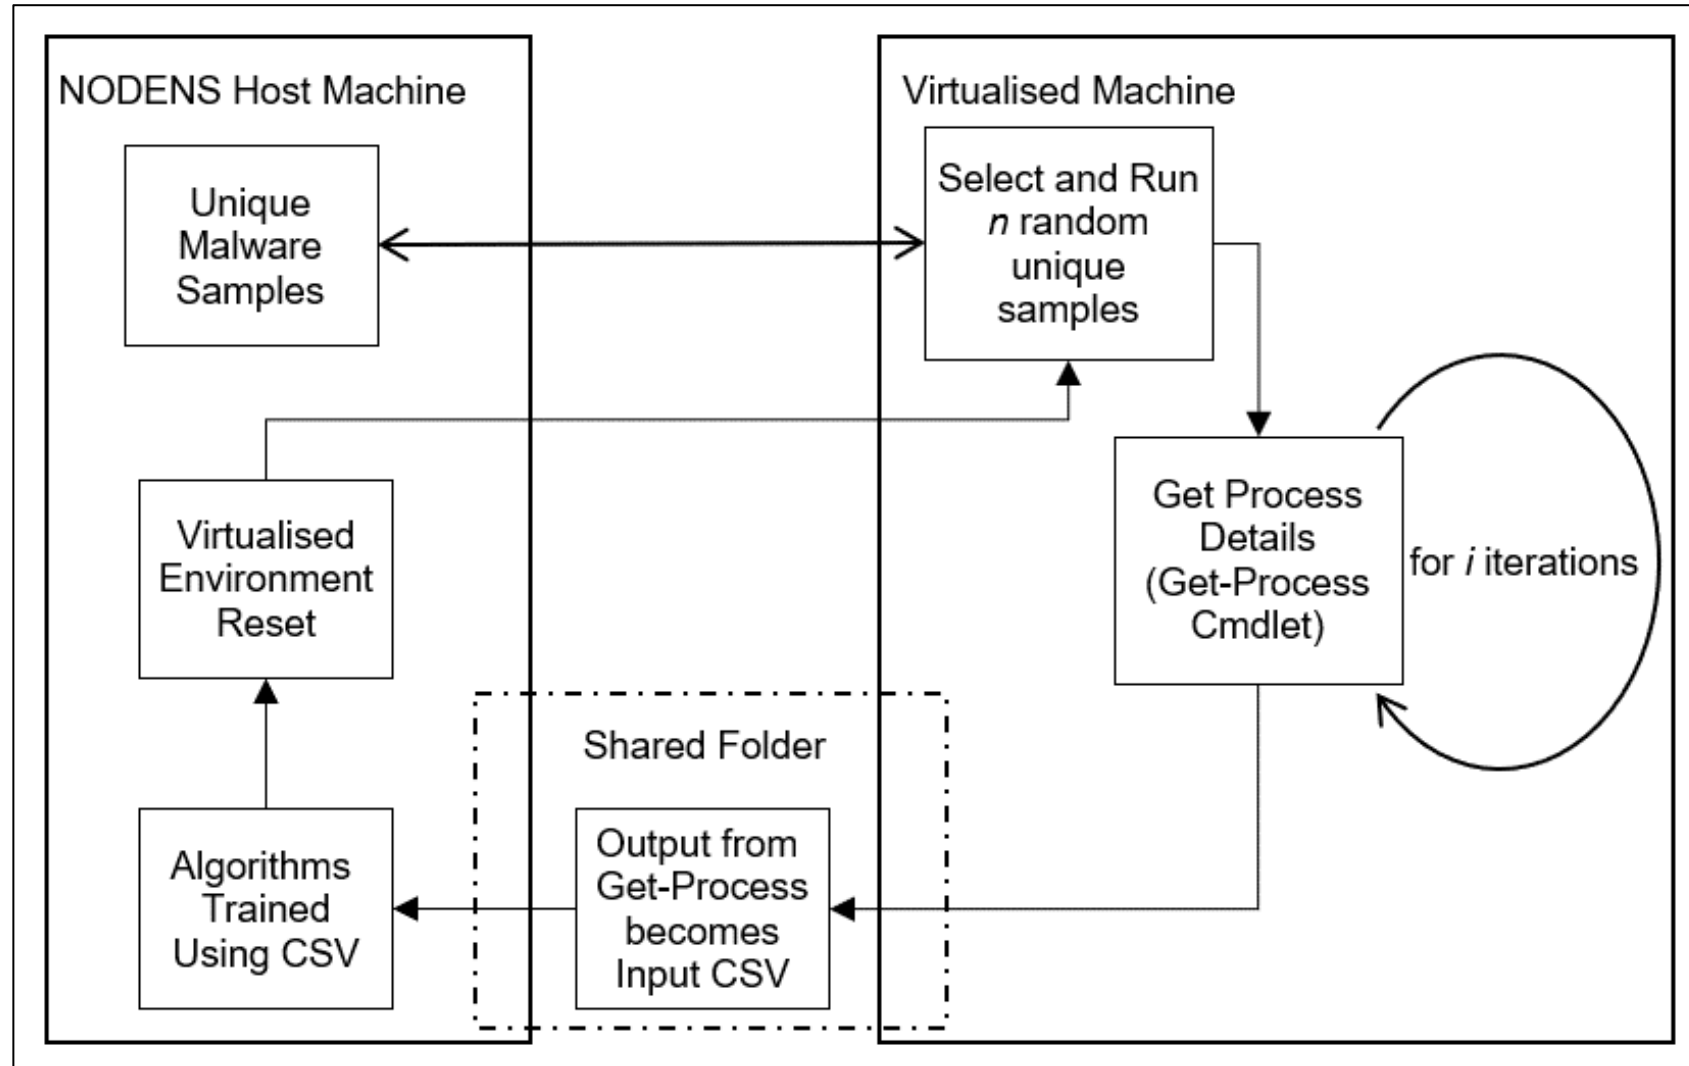 NODENS Host Machine
Unique
Malware
Samples
Virtualised
Environment
Reset
Algorithms
Trained
Using CSV
Shared Folder
Output from
Get-Process
becomes
Input CSV
Virtualised Machine
Select and Run
n random
unique
samples
Get Process
Details
(Get-Process
Cmdlet)
for i iterations